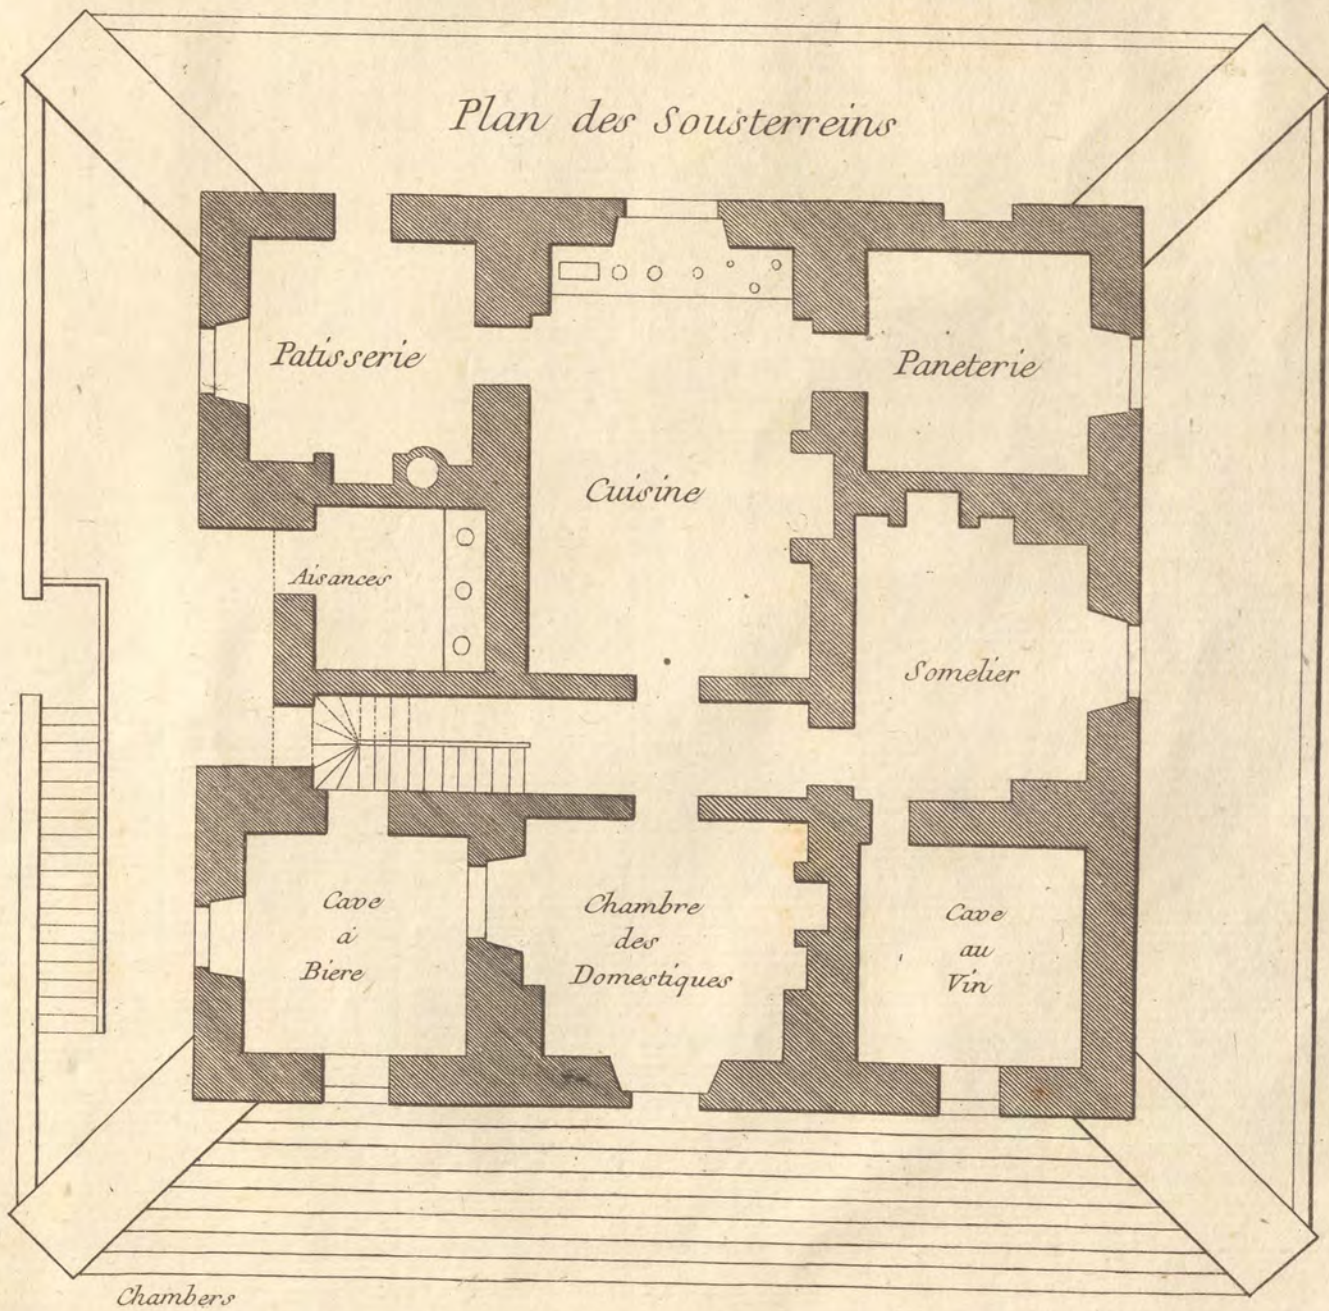 Plan des Sousterreins
Patisserie
Paneterie
Cuisine
Aisances
Somelier
Cave
a
Biere
Chambre
des
Domestiques
Cave
au
Vin
Chambers